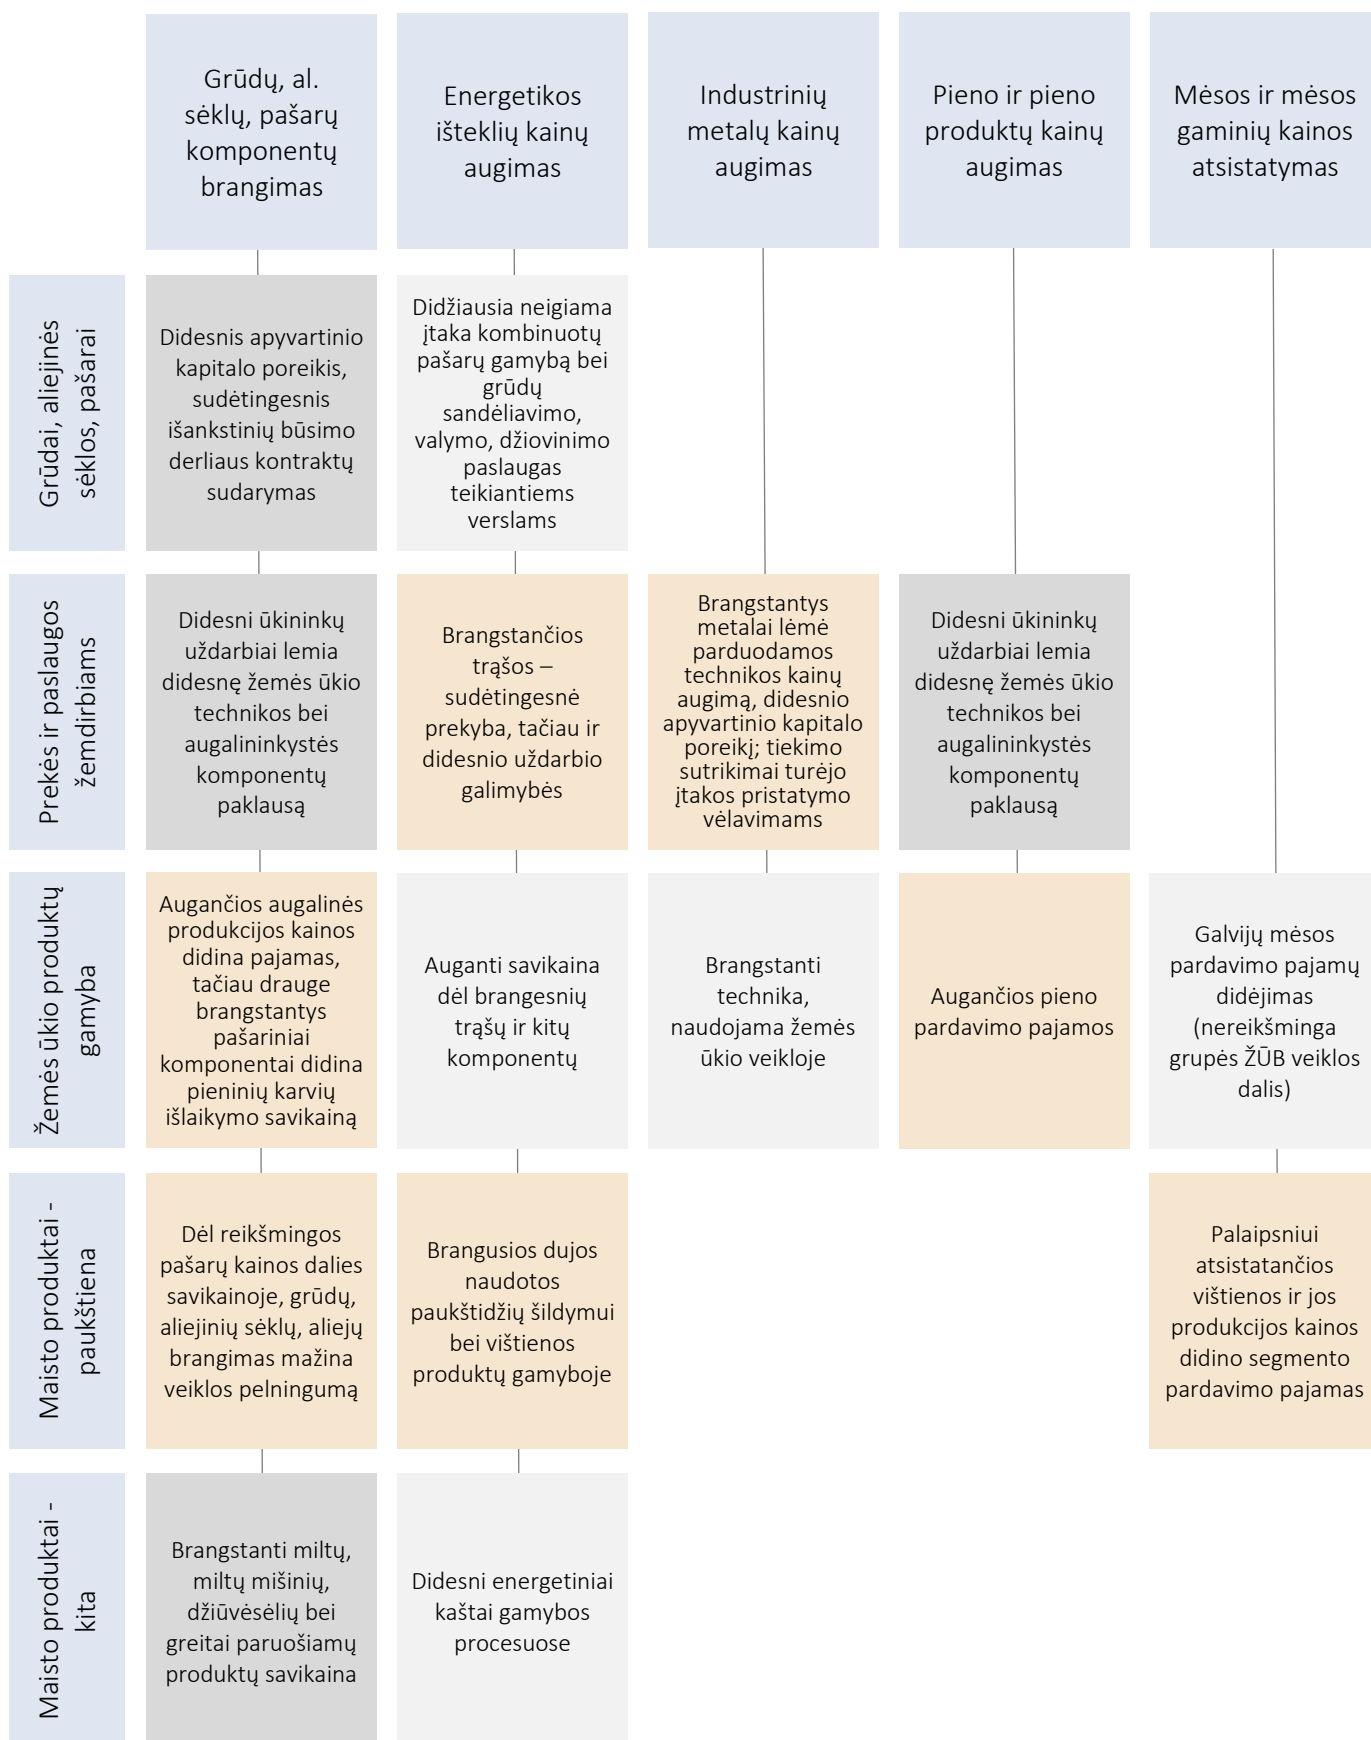 Grūdų, al.
sėklų, pašarų
komponentų
brangimas
Energetikos
išteklių kainų
augimas
Industrinių
metalų kainų
augimas
Pieno ir pieno
produktų kainų
augimas
Mėsos ir mėsos
gaminių kainos
atsistatymas
Grūdai, aliejinės
sėklos, pašarai
Didesnis apyvartinio
kapitalo poreikis,
sudėtingesnis
išankstinių būsimo
derliaus kontraktų
sudarymas
Didžiausia neigiama
įtaka kombinuotų
pašarų gamybą bei
grūdų
sandėliavimo,
valymo, džiovinimo
paslaugas
teikiantiems
verslams
Prekės ir paslaugos
žemdirbiams
Didesni ūkininkų
uždarbiai lemia
didesnę žemės ūkio
technikos bei
augalininkystės
komponentų
paklausą
Brangstančios
trąšos –
sudėtingesnė
prekyba, tačiau ir
didesnio uždarbio
galimybės
Brangstantys
metalai lėmė
parduodamos
technikos kainų
augimą, didesnio
apyvartinio kapitalo
poreikį; tiekimo
sutrikimai turėjo
įtakos pristatymo
vėlavimams
Didesni ūkininkų
uždarbiai lemia
didesnę žemės ūkio
technikos bei
augalininkystės
komponentų
paklausą
Žemės ūkio produktų
gamyba
Augančios augalinės
produkcijos kainos
didina pajamas,
tačiau drauge
brangstantys
pašariniai
komponentai didina
pieninių karvių
išlaikymo savikainą
Auganti savikaina
dėl brangesnių
trąšų ir kitų
komponentų
Brangstanti
technika,
naudojama žemės
ūkio veikloje
Augančios pieno
pardavimo pajamos
Galvijų mėsos
pardavimo pajamų
didėjimas
(nereikšminga
grupės ŽŪB veiklos
dalis)
Maisto produktai -
paukštiena
Dėl reikšmingos
pašarų kainos dalies
savikainoje, grūdų,
aliejinių sėklų, aliejų
brangimas mažina
veiklos pelningumą
Brangusios dujos
naudotos
paukštidžių šildymui
bei vištienos
produktų gamyboje
Palaipsniui
atsistatančios
vištienos ir jos
produkcijos kainos
didino segmento
pardavimo pajamas
Maisto produktai -
kita
Brangstanti miltų,
miltų mišinių,
džiūvėsėlių bei
greitai paruošiamų
produktų savikaina
Didesni energetiniai
kaštai gamybos
procesuose